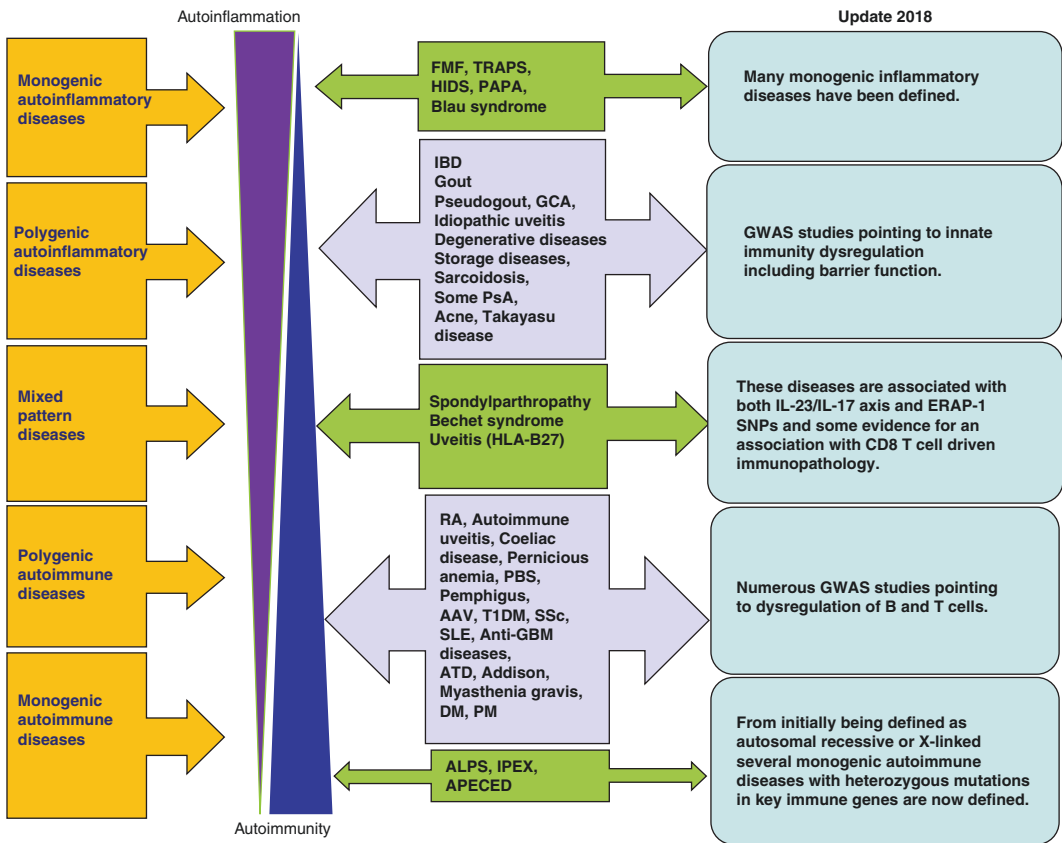 Autoinflammation
Update 2018
Monogenic
autoinflammatory
diseases
FMF, TRAPS,
HIDS, PAPA,
Blau syndrome
Many monogenic inflammatory
diseases have been defined.
Polygenic
autoinflammatory
diseases
IBD
Gout
Pseudogout, GCA,
Idiopathic uveitis
Degenerative diseases
Storage diseases,
Sarcoidosis,
Some PsA,
Acne, Takayasu
disease
GWAS studies pointing to innate
immunity dysregulation
including barrier function.
Mixed
pattern
diseases
Spondylparthropathy
Bechet syndrome
Uveitis (HLA-B27)
These diseases are associated with
both IL-23/IL-17 axis and ERAP-1
SNPs and some evidence for an
association with CD8 T cell driven
immunopathology.
Polygenic
autoimmune
diseases
RA, Autoimmune
uveitis, Coeliac
disease, Pernicious
anemia, PBS,
Pemphigus,
AAV, T1DM, SSc,
SLE, Anti-GBM
diseases,
ATD, Addison,
Myasthenia gravis,
DM, PM
Numerous GWAS studies pointing
to dysregulation of B and T cells.
Monogenic
autoimmune
diseases
ALPS, IPEX,
APECED
From initially being defined as
autosomal recessive or X-linked
several monogenic autoimmune
diseases with heterozygous mutations
in key immune genes are now defined.
Autoimmunity